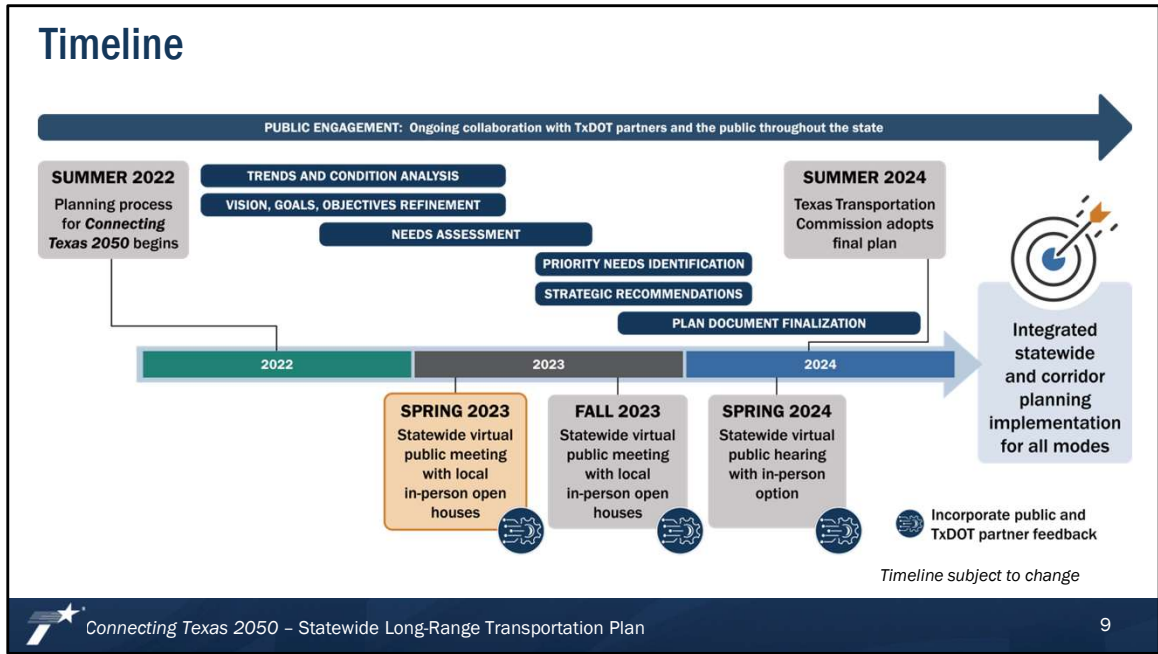 Timeline
PUBLIC ENGAGEMENT: Ongoing collaboration with TxDOT partners and the public throughout the state
SUMMER 2022
Planning process
for Connecting
Texas 2050 begins
TRENDS AND CONDITION ANALYSIS
VISION, GOALS, OBJECTIVES REFINEMENT
NEEDS ASSESSMENT
PRIORITY NEEDS IDENTIFICATION
STRATEGIC RECOMMENDATIONS
PLAN DOCUMENT FINALIZATION
SUMMER 2024
Texas Transportation
Commission adopts
final plan
2022
2023
2024
Integrated
statewide
and corridor
planning
implementation
for all modes
SPRING 2023
Statewide virtual
public meeting
with local
in-person open
houses
FALL 2023
Statewide virtual
public meeting
with local
in-person open
houses
SPRING 2024
Statewide virtual
public hearing
with in-person
option
Incorporate public and
TxDOT partner feedback
Timeline subject to change
Connecting Texas 2050 – Statewide Long-Range Transportation Plan
9